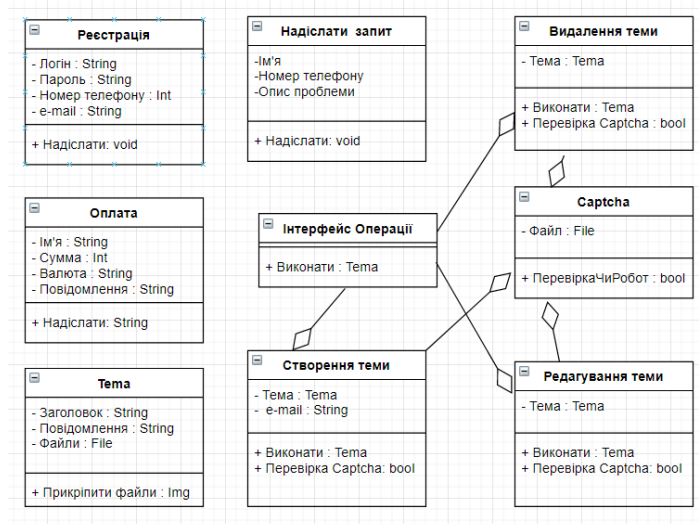 Реєстрація
- Логін : String
- Пароль : String
- Номер телефону : Int
- e-mail : String
+ Надіслати: void
Надіслати запит
-Ім'я
-Номер телефону
-Опис проблеми
+ Надіслати: void
Видалення теми
- Тема : Tema
+ Виконати : Tema
+ Перевірка Captcha : bool
Оплата
- Ім'я : String
- Сумма : Int
- Валюта : String
- Повідомлення : String
+ Надіслати: String
Інтерфейс Операції
+ Виконати : Tema
Captcha
- Файл : File
+ ПеревіркаЧиРобот : bool
Tema
- Заголовок : String
- Повідомлення : String
- Файли : File
+ Прикріпити файли : Img
Створення теми
- Тема : Tema
- e-mail : String
+ Виконати : Tema
+ Перевірка Captcha: bool
Редагування теми
- Тема : Tema
+ Виконати : Tema
+ Перевірка Captcha: bool